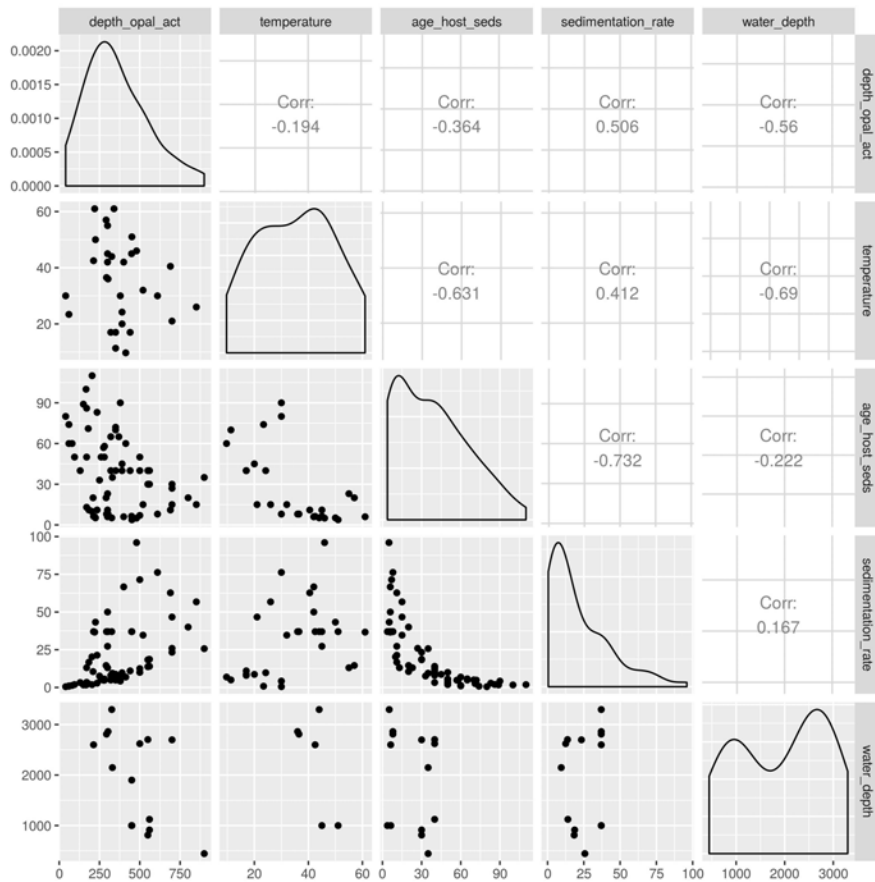 depth_opal_act temperature age_host_seds sedimentation_rate water_depth
0.0020
0.0015
0.0010
0.0005
0.0000
Corr:
-0.194
Corr:
-0.364
Corr:
0.506
Corr:
-0.56
depth_opal_act
60
40
20
Corr:
-0.631
Corr:
0.412
Corr:
-0.69
temperature
90
60
30
0
Corr:
-0.732
Corr:
-0.222
age_host_seds
100
75
50
25
0
Corr:
0.167
sedimentation_rate
3000
2000
1000
water_depth
0 250 500 750 20 40 60 0 30 60 90 0 25 50 75 100 1000 2000 3000